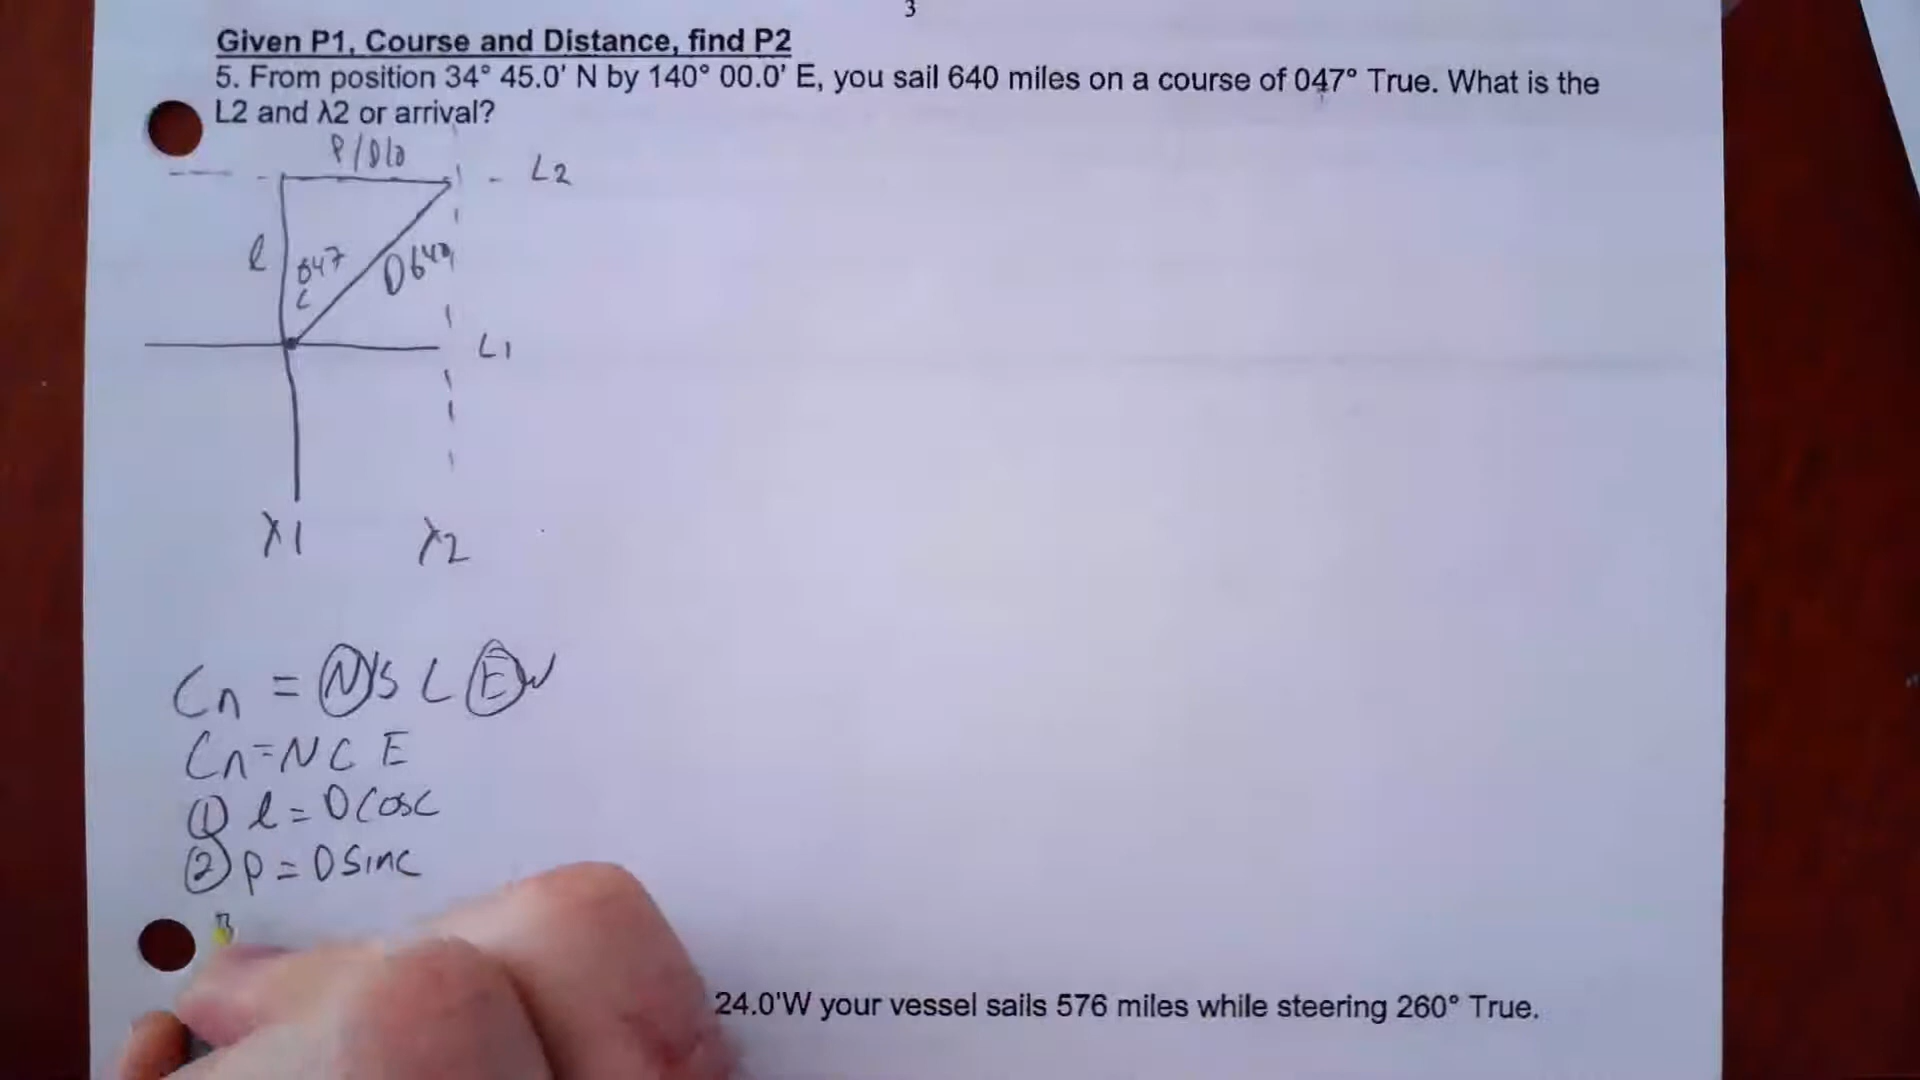 3
Given P1, Course and Distance, find P2
5. From position 34° 45.0' N by 140° 00.0' E, you sail 640 miles on a course of 047° True. What is the
L2 and λ2 or arrival?
P/Dlo
L2
l
047
D 640
C
L1
λ1
λ2
Cn = N/S C E/W
Cn = N C E
① l = D Cos C
② p = D Sin C
24.0'W your vessel sails 576 miles while steering 260° True.